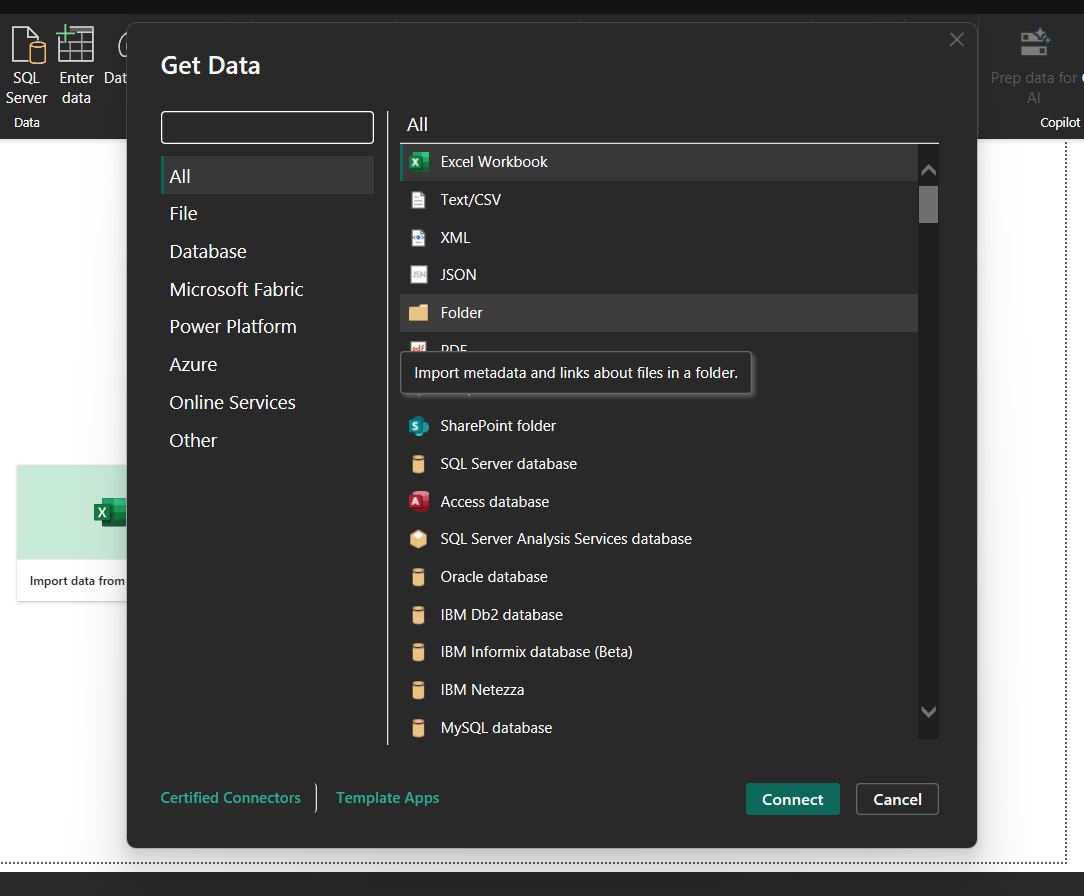 SQL
Server
Enter
data
Dat
Data
Prep data for
AI
Copilot
Get Data
All
File
Database
Microsoft Fabric
Power Platform
Azure
Online Services
Other
All
Excel Workbook
Text/CSV
XML
JSON
Folder
PDF
Import metadata and links about files in a folder.
SharePoint folder
SQL Server database
Access database
SQL Server Analysis Services database
Oracle database
IBM Db2 database
IBM Informix database (Beta)
IBM Netezza
MySQL database
Import data from
Certified Connectors
Template Apps
Connect
Cancel